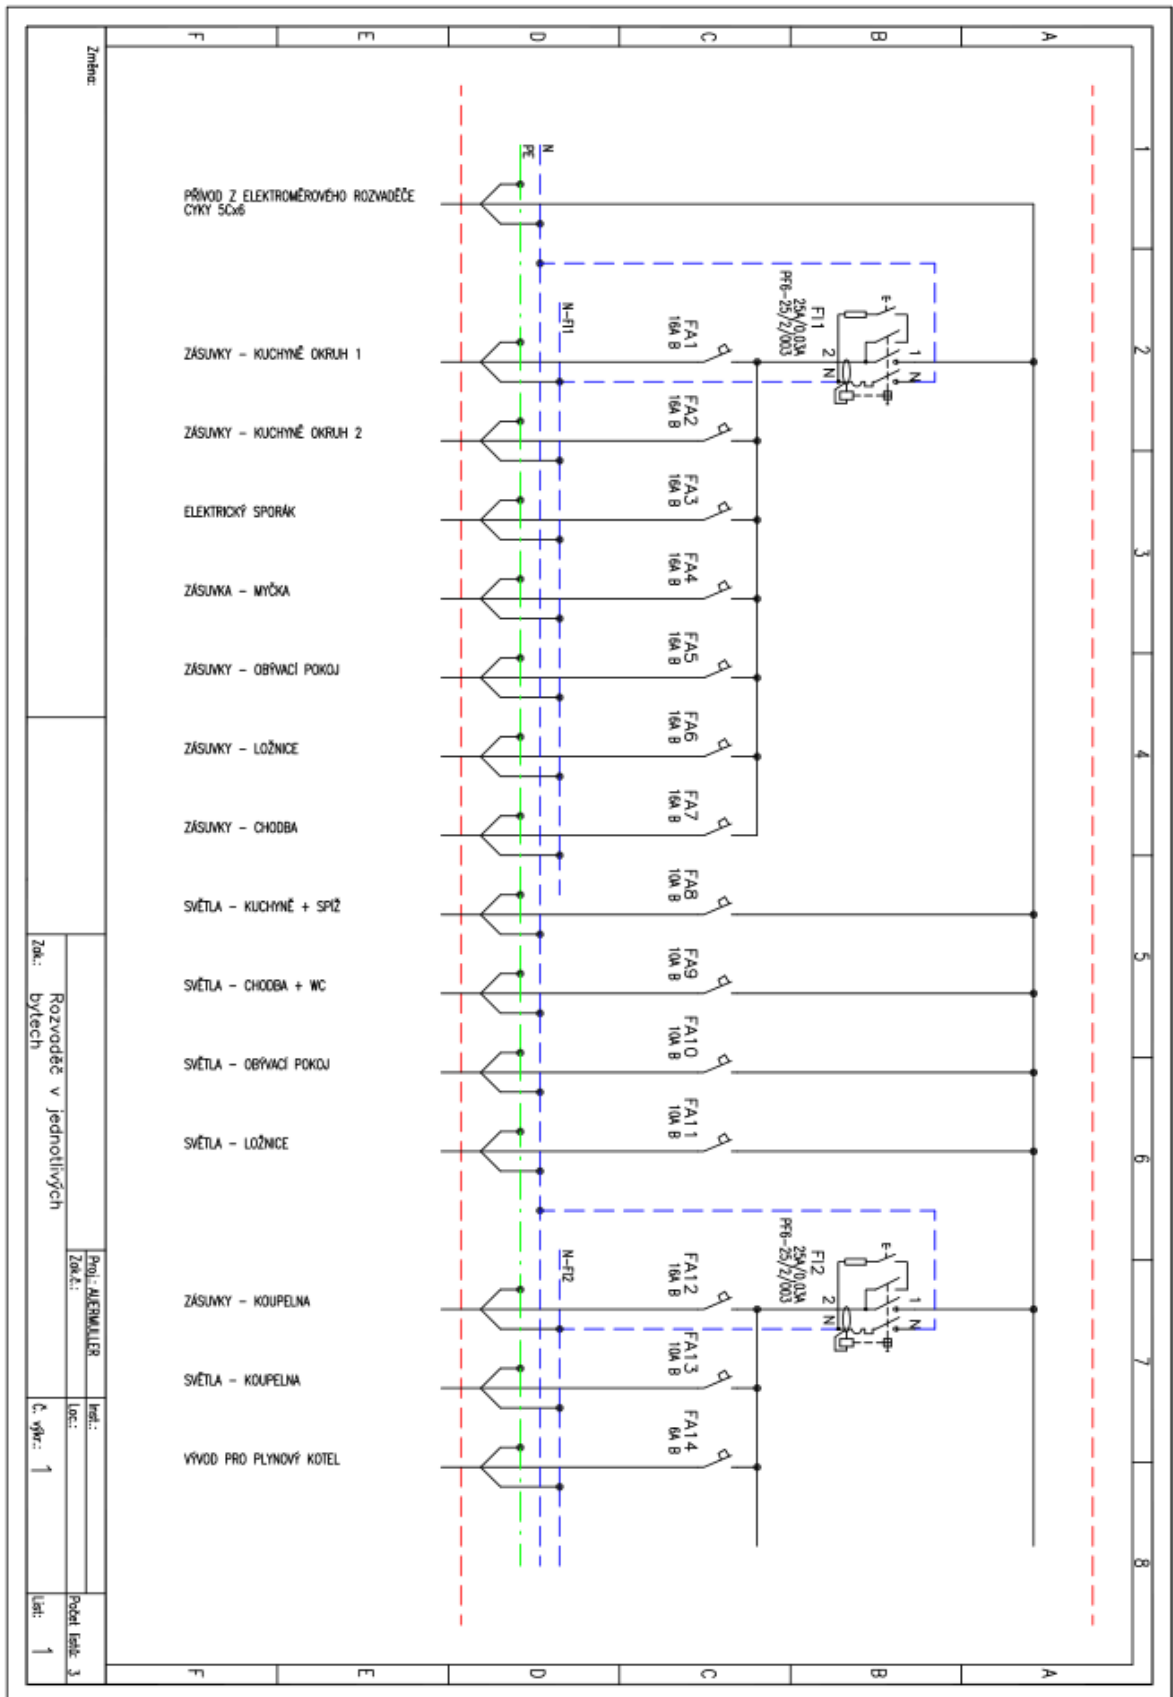 1
2
3
4
5
6
7
8
A
B
C
D
E
F
A
B
C
D
E
F
N
PE
PŘÍVOD Z ELEKTROMĚROVÉHO ROZVADĚČE
CYKY 5Cx6
FI1
25A/0,03A
PF6-25/2/003
1
N
2
N
N-FI1
FA1
16A B
ZÁSUVKY - KUCHYNĚ OKRUH 1
FA2
16A B
ZÁSUVKY - KUCHYNĚ OKRUH 2
FA3
16A B
ELEKTRICKÝ SPORÁK
FA4
16A B
ZÁSUVKA - MYČKA
FA5
16A B
ZÁSUVKY - OBÝVACÍ POKOJ
FA6
16A B
ZÁSUVKY - LOŽNICE
FA7
16A B
ZÁSUVKY - CHODBA
FA8
10A B
SVĚTLA - KUCHYNĚ + SPÍŽ
FA9
10A B
SVĚTLA - CHODBA + WC
FA10
10A B
SVĚTLA - OBÝVACÍ POKOJ
FA11
10A B
SVĚTLA - LOŽNICE
FI2
25A/0,03A
PF6-25/2/003
1
N
2
N
N-FI2
FA12
16A B
ZÁSUVKY - KOUPELNA
FA13
10A B
SVĚTLA - KOUPELNA
FA14
6A B
VÝVOD PRO PLYNOVÝ KOTEL
Změna:
Zak.:
Rozvaděč v jednotlivých
bytech
Proj.: AUERMULLER
Zak.č.:
Inst.:
Loc.:
Č. výkr.: 1
Počet listů: 3
List: 1